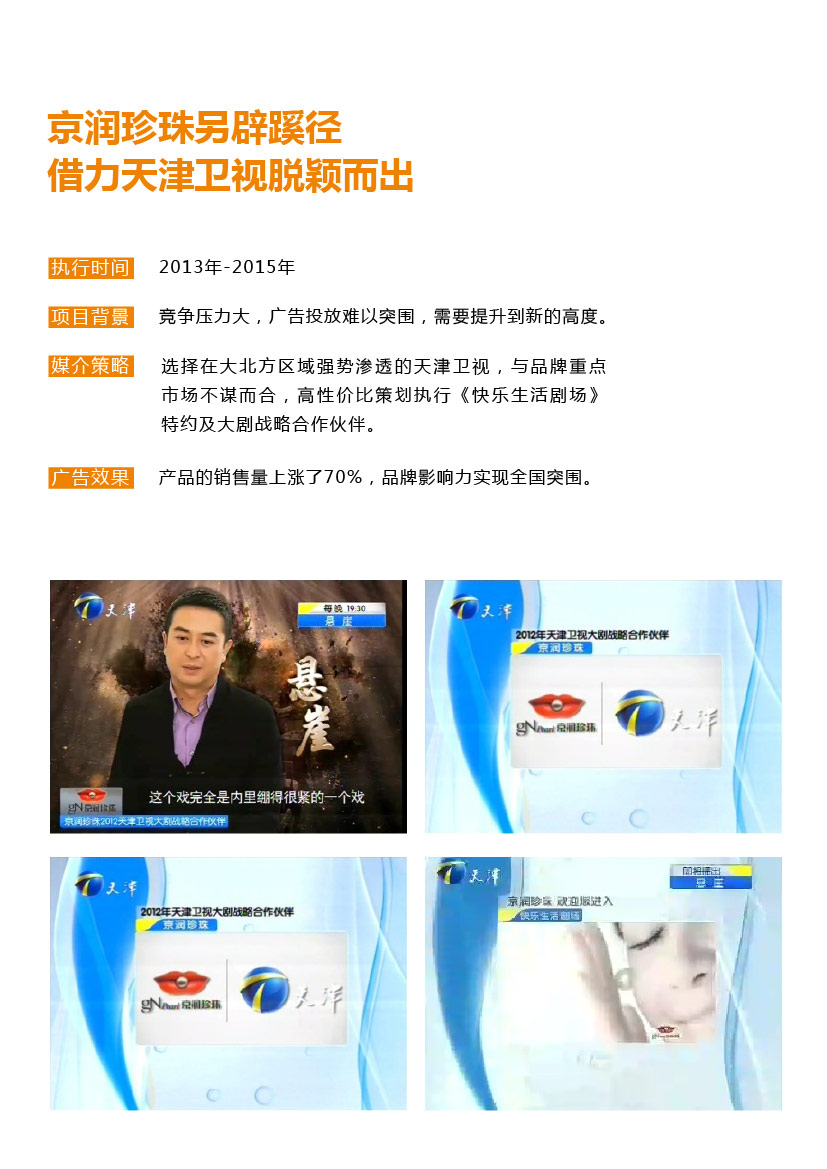 京润珍珠另辟蹊径
借力天津卫视脱颖而出
执行时间 2013年-2015年
项目背景 竞争压力大，广告投放难以突围，需要提升到新的高度。
媒介策略 选择在大北方区域强势渗透的天津卫视，与品牌重点
市场不谋而合，高性价比策划执行《快乐生活剧场》
特约及大剧战略合作伙伴。
广告效果 产品的销售量上涨了70%，品牌影响力实现全国突围。
天津
每晚 19:30
悬崖
悬崖
这个戏完全是内里绷得很紧的一个戏
gN京润珍珠
京润珍珠2012天津卫视大剧战略合作伙伴
天津
2012年天津卫视大剧战略合作伙伴
京润珍珠
gNPearl 京润珍珠
天津
天津
2012年天津卫视大剧战略合作伙伴
京润珍珠
gNPearl 京润珍珠
天津
天津
即将播出
悬崖
京润珍珠 欢迎您进入
快乐生活剧场